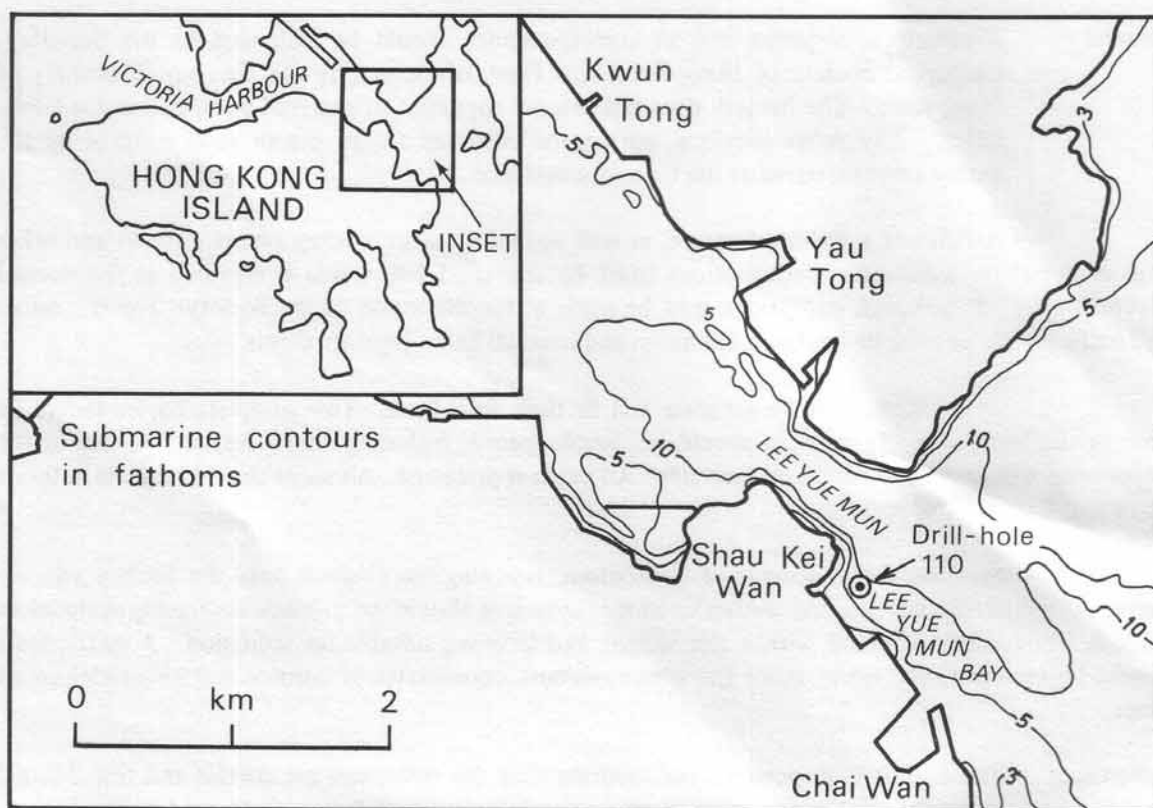 VICTORIA HARBOUR
HONG KONG
ISLAND
INSET
Submarine contours
in fathoms
0 km 2
Kwun
Tong
5
3
Yau
Tong
5
5
10
5
10
LEE YUE MUN
Shau Kei
Wan
Drill-hole
110
LEE
YUE
MUN
BAY
10
5
3
Chai Wan